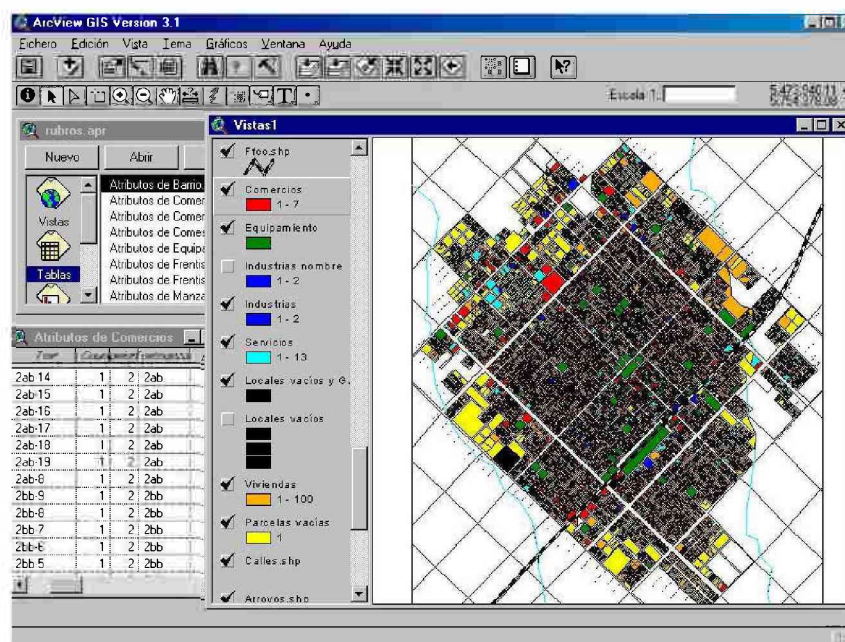 ArcView GIS Version 3.1
Fichero Edición Vista Tema Gráficos Ventana Ayuda
Escala 1:
rubros.apr
Nuevo Abrir
Vistas
Tablas
Atributos de Barrio.
Atributos de Comer
Atributos de Comer
Atributos de Comes
Atributos de Equipa
Atributos de Frentis
Atributos de Frentis
Atributos de Manza
Atributos de Comercios
2ab-14 1 2 2ab
2ab-15 1 2 2ab
2ab-16 1 2 2ab
2ab-17 1 2 2ab
2ab-18 1 2 2ab
2ab-19 1 2 2ab
2ab-8 1 2 2ab
2bb-9 1 2 2bb
2bb-8 1 2 2bb
2bb-7 1 2 2bb
2bb-6 1 2 2bb
2bb-5 1 2 2bb
Vistas1
Ffcc.shp
Comercios
1 - 7
Equipamiento
Industrias nombre
1 - 2
Industrias
1 - 2
Servicios
1 - 13
Locales vacíos y G.
Locales vacíos
Viviendas
1 - 100
Parcelas vacías
1
Calles.shp
Arroyos.shp